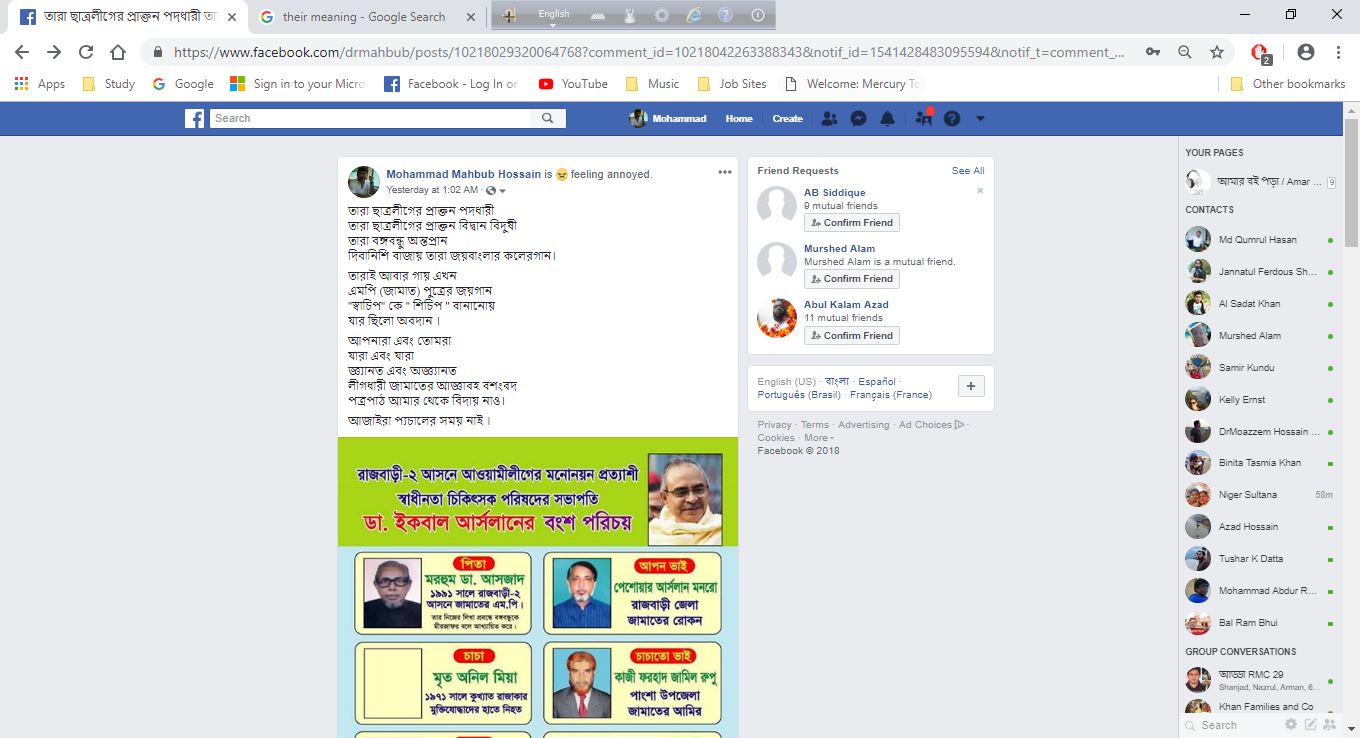 তারা ছাত্রলীগের প্রাক্তন পদধারী তা
their meaning - Google Search
English
https://www.facebook.com/drmahbub/posts/10218029320064768?comment_id=10218042263388343&notif_id=1541428483095594&notif_t=comment_...
2
Apps
Study
Google
Sign in to your Micro
Facebook - Log In or
YouTube
Music
Job Sites
Welcome: Mercury To
Other bookmarks
Search
Mohammad
Home
Create
Mohammad Mahbub Hossain is feeling annoyed.
Yesterday at 1:02 AM ·
তারা ছাত্রলীগের প্রাক্তন পদধারী
তারা ছাত্রলীগের প্রাক্তন বিদ্বান বিদুষী
তারা বঙ্গবন্ধু অন্তপ্রান
দিবানিশি বাজায় তারা জয়বাংলার কলেরগান।
তারাই আবার গায় এখন
এমপি (জামাত) পুত্রের জয়গান
"স্বাচিপ" কে " শিচিপ " বানানোয়
যার ছিলো অবদান ।
আপনারা এবং তোমরা
যারা এবং যারা
জ্ঞ্যানত এবং অজ্ঞ্যানত
লীগধারী জামাতের আজ্ঞাবহ বশংবদ
পত্রপাঠ আমার থেকে বিদায় নাও।
আজাইরা প্যচালের সময় নাই ।
রাজবাড়ী-২ আসনে আওয়ামীলীগের মনোনয়ন প্রত্যাশী
স্বাধীনতা চিকিৎসক পরিষদের সভাপতি
ডা. ইকবাল আর্সলানের বংশ পরিচয়
পিতা
মরহুম ডা. আসজাদ
১৯৯১ সালে রাজবাড়ী-২
আসনে জামাতের এম.পি।
তার নিজের লিখা প্রবন্ধে বঙ্গবন্ধুকে
মীরজাফর বলে আখ্যায়িত করে।
আপন ভাই
পেশোয়ার আর্সলান মনরো
রাজবাড়ী জেলা
জামাতের রোকন
চাচা
মৃত অনিল মিয়া
১৯৭১ সালে কুখ্যাত রাজাকার
মুক্তিযোদ্ধাদের হাতে নিহত
চাচাতো ভাই
কাজী ফরহাদ জামিল রুপু
পাংশা উপজেলা
জামাতের আমির
Friend Requests
See All
AB Siddique
9 mutual friends
Confirm Friend
Murshed Alam
Murshed Alam is a mutual friend.
Confirm Friend
Abul Kalam Azad
11 mutual friends
Confirm Friend
English (US) · বাংলা · Español ·
Português (Brasil) · Français (France)
Privacy · Terms · Advertising · Ad Choices ·
Cookies · More
Facebook © 2018
YOUR PAGES
আমার বই পড়া / Amar ...
9
CONTACTS
Md Qumrul Hasan
Jannatul Ferdous Sh...
Al Sadat Khan
Murshed Alam
Samir Kundu
Kelly Ernst
DrMoazzem Hossain ...
Binita Tasmia Khan
Niger Sultana
58m
Azad Hossain
Tushar K Datta
Mohammad Abdur R...
Bal Ram Bhui
GROUP CONVERSATIONS
আড্ডা RMC 29
Shanjad, Nazrul, Arman, 6...
Khan Families and Co
Search